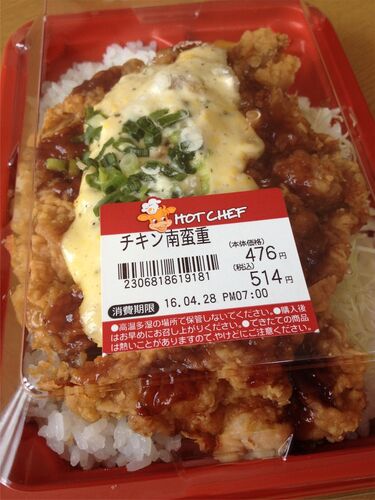 HOT CHEF
チキン南蛮重
(本体価格)
476円
(税込)
514円
2306818619181
消費期限 16.04.28 PM07:00
●高温多湿の場所で保管しないでください。●購入後
はお早めにお召し上がりください。●できたての商品
は熱いことがありますので、やけどにご注意ください。